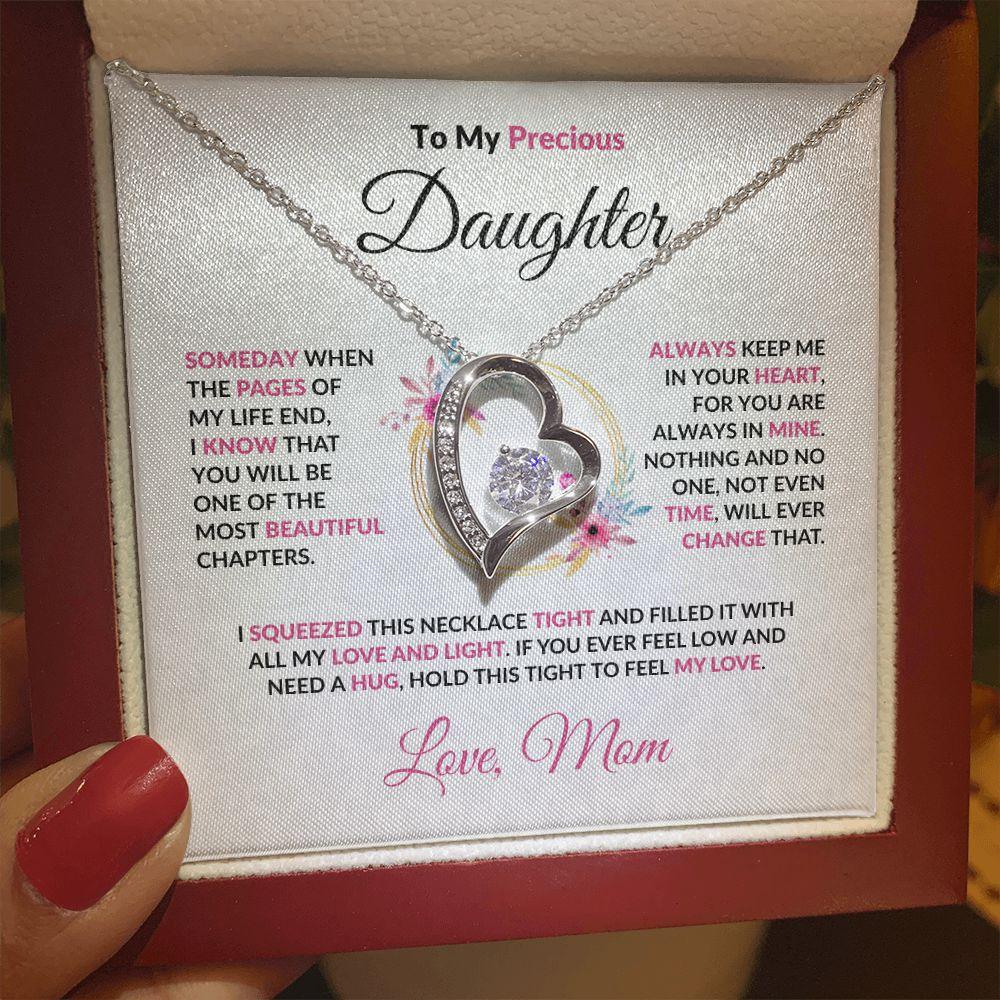 To My Precious
Daughter
SOMEDAY WHEN
THE PAGES OF
MY LIFE END,
I KNOW THAT
YOU WILL BE
ONE OF THE
MOST BEAUTIFUL
CHAPTERS.
ALWAYS KEEP ME
IN YOUR HEART,
FOR YOU ARE
ALWAYS IN MINE.
NOTHING AND NO
ONE, NOT EVEN
TIME, WILL EVER
CHANGE THAT.
I SQUEEZED THIS NECKLACE TIGHT AND FILLED IT WITH
ALL MY LOVE AND LIGHT. IF YOU EVER FEEL LOW AND
NEED A HUG, HOLD THIS TIGHT TO FEEL MY LOVE.
Love, Mom